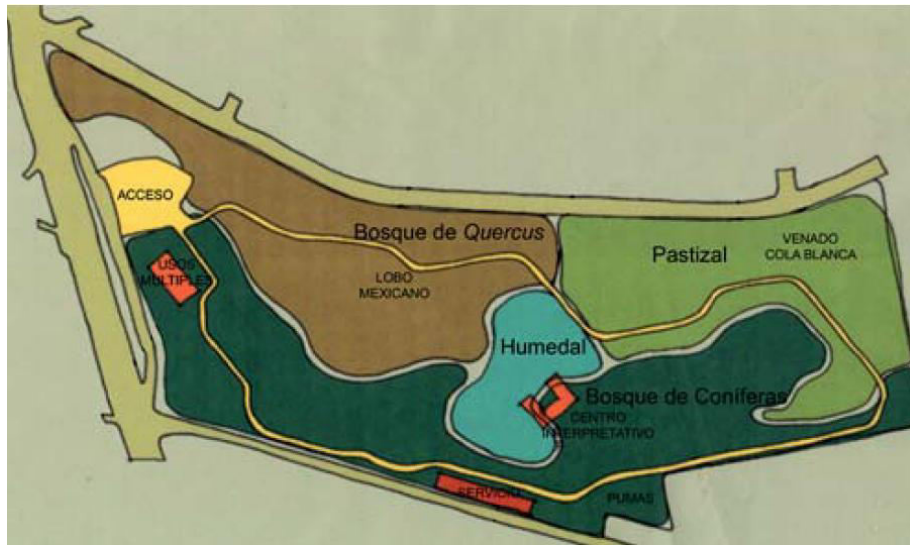 ACCESO
Bosque de Quercus
Pastizal
VENADO
COLA BLANCA
USOS
MULTIPLES
LOBO
MEXICANO
Humedal
Bosque de Coníferas
CENTRO
INTERPRETATIVO
SERVICIO
PUMAS